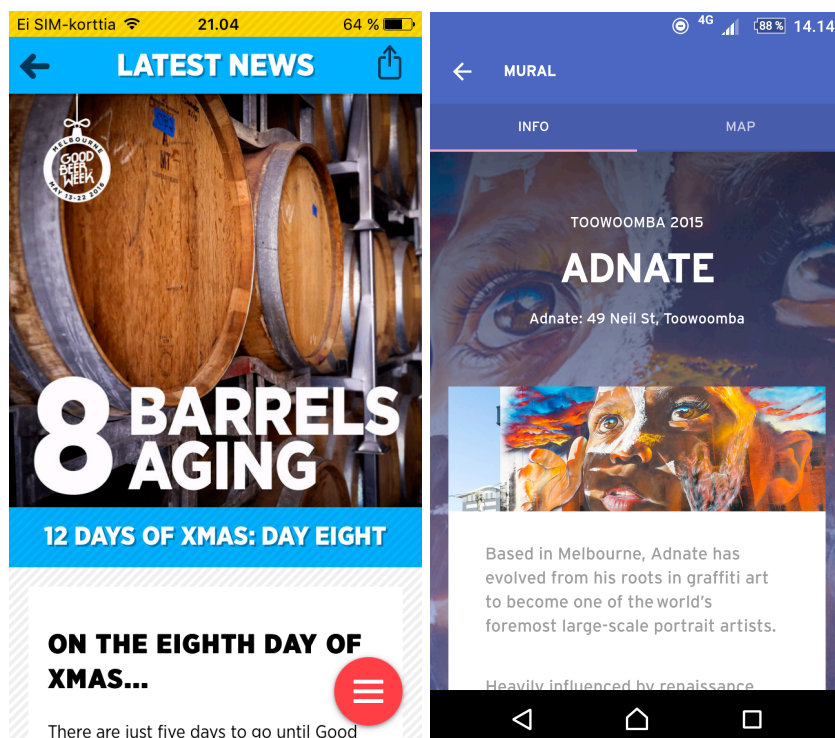 Ei SIM-korttia 21.04 64 %
LATEST NEWS
MELBOURNE
GOOD
BEER
WEEK
MAY 13-22 2016
8 BARRELS
AGING
12 DAYS OF XMAS: DAY EIGHT
ON THE EIGHTH DAY OF
XMAS...
There are just five days to go until Good
4G 88 % 14.14
MURAL
INFO MAP
TOOWOOMBA 2015
ADNATE
Adnate: 49 Neil St, Toowoomba
Based in Melbourne, Adnate has
evolved from his roots in graffiti art
to become one of the world's
foremost large-scale portrait artists.
Heavily influenced by renaissance